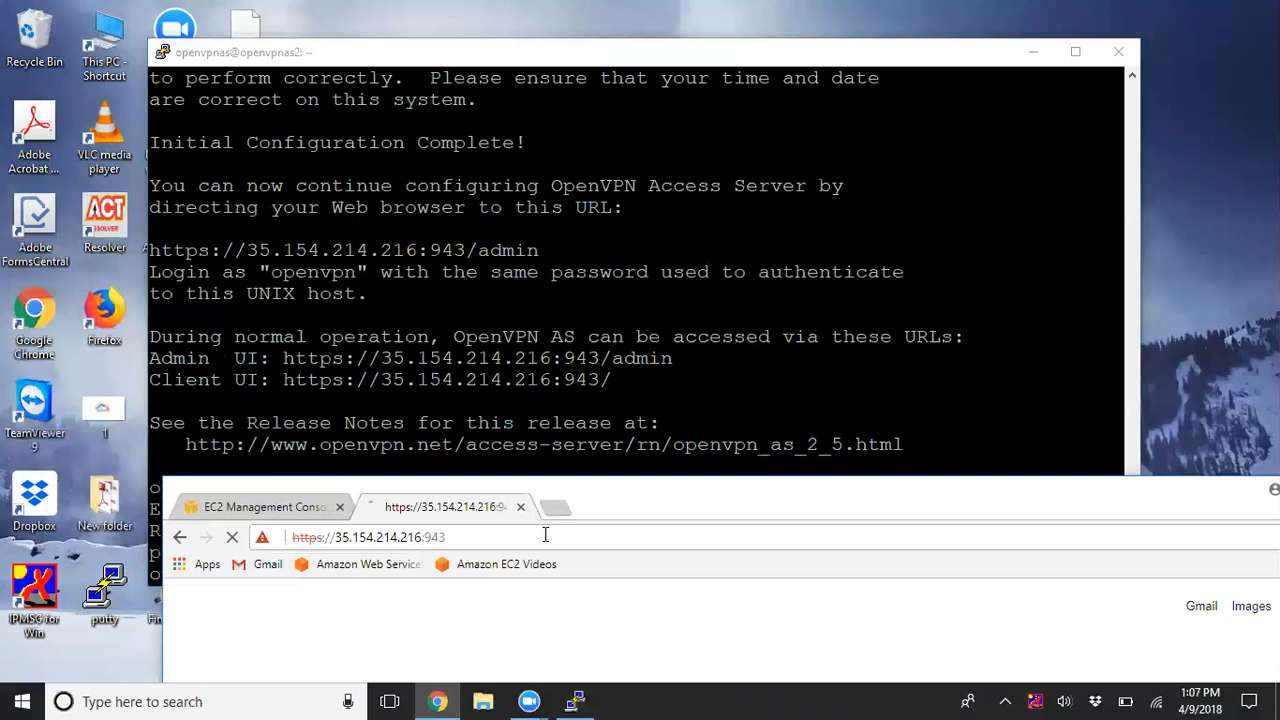 Recycle Bin
This PC -
Shortcut
Adobe
Acrobat ...
VLC media
player
Adobe
FormsCentral
Resolver
Google
Chrome
Firefox
TeamViewer
9
1
Dropbox
New folder
IPMSG for
Win
putty
openvpnas@openvpnas2: ~
to perform correctly.  Please ensure that your time and date
are correct on this system.
Initial Configuration Complete!
You can now continue configuring OpenVPN Access Server by
directing your Web browser to this URL:
https://35.154.214.216:943/admin
Login as "openvpn" with the same password used to authenticate
to this UNIX host.
During normal operation, OpenVPN AS can be accessed via these URLs:
Admin  UI: https://35.154.214.216:943/admin
Client UI: https://35.154.214.216:943/
See the Release Notes for this release at:
http://www.openvpn.net/access-server/rn/openvpn_as_2_5.html
EC2 Management Conso
https://35.154.214.216:9
https://35.154.214.216:943
Apps
Gmail
Amazon Web Service
Amazon EC2 Videos
Gmail Images
Type here to search
1:07 PM
4/9/2018